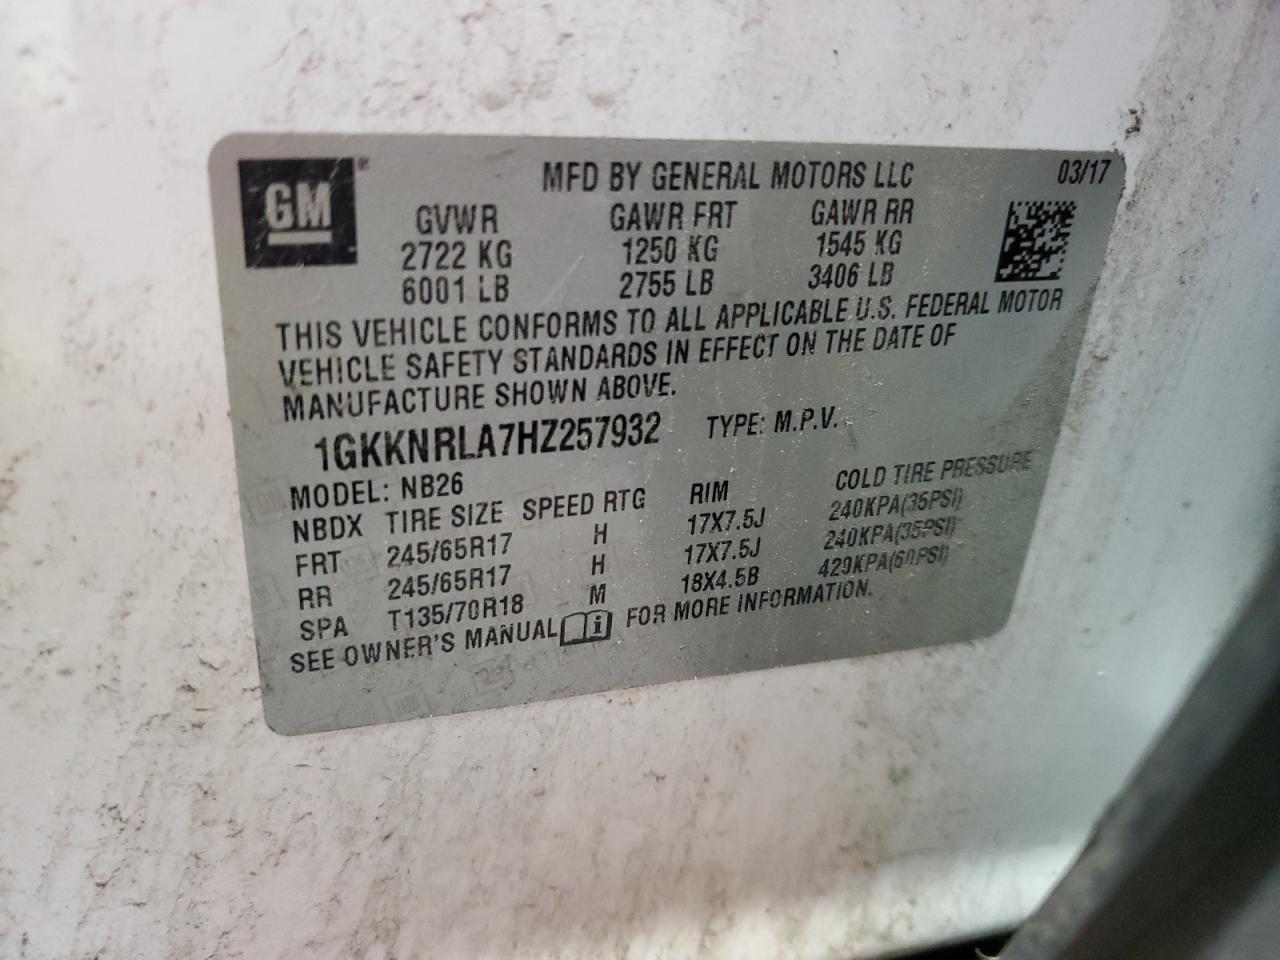 GM®
MFD BY GENERAL MOTORS LLC 03/17
GVWR GAWR FRT GAWR RR
2722 KG 1250 KG 1545 KG
6001 LB 2755 LB 3406 LB
THIS VEHICLE CONFORMS TO ALL APPLICABLE U.S. FEDERAL MOTOR
VEHICLE SAFETY STANDARDS IN EFFECT ON THE DATE OF
MANUFACTURE SHOWN ABOVE.
1GKKNRLA7HZ257932 TYPE: M.P.V.
MODEL: NB26
NBDX TIRE SIZE SPEED RTG RIM COLD TIRE PRESSURE
FRT 245/65R17 H 17X7.5J 240KPA(35PSI)
RR 245/65R17 H 17X7.5J 240KPA(35PSI)
SPA T135/70R18 M 18X4.5B 420KPA(60PSI)
SEE OWNER'S MANUAL i FOR MORE INFORMATION.